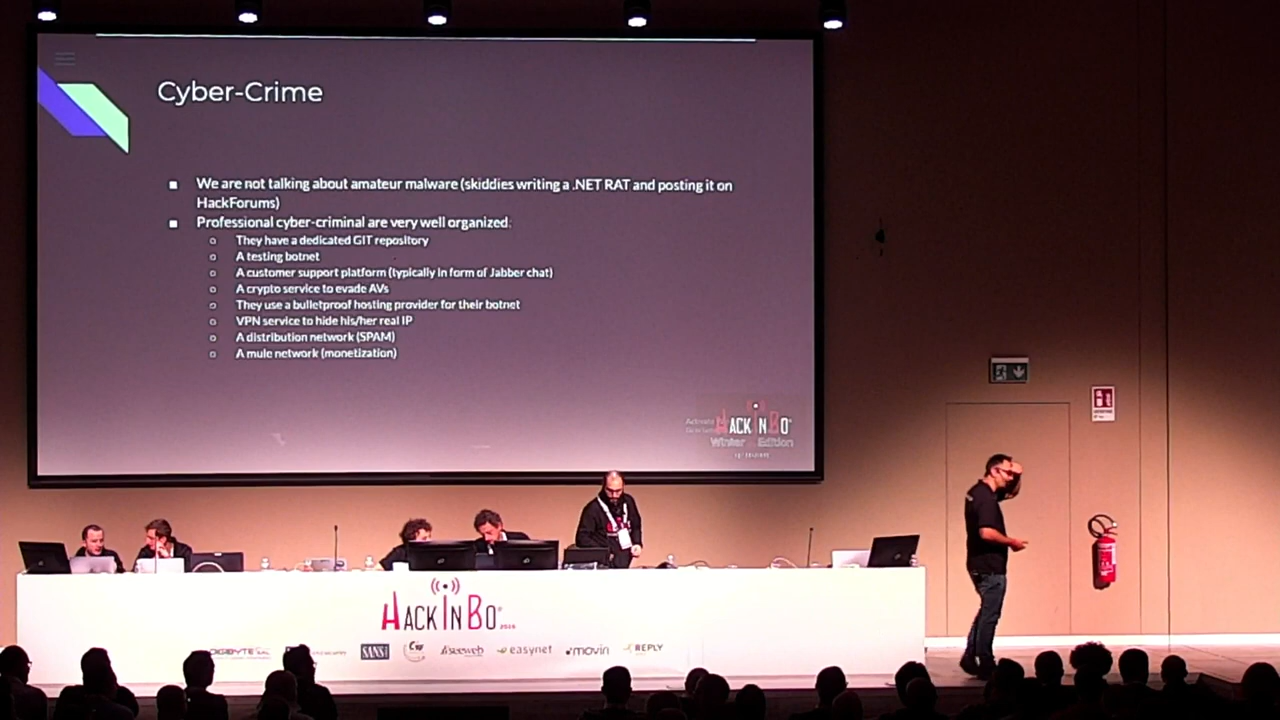 Cyber-Crime
We are not talking about amateur malware (skiddies writing a .NET RAT and posting it on
HackForums)
Professional cyber-criminal are very well organized:
They have a dedicated GIT repository
A testing botnet
A customer support platform (typically in form of Jabber chat)
A crypto service to evade AVs
They use a bulletproof hosting provider for their botnet
VPN service to hide his/her real IP
A distribution network (SPAM)
A mule network (monetization)
HACK IN BO®
Winter Edition
HACKINBO®
SANS
Seeweb
easynet
movin
REPLY